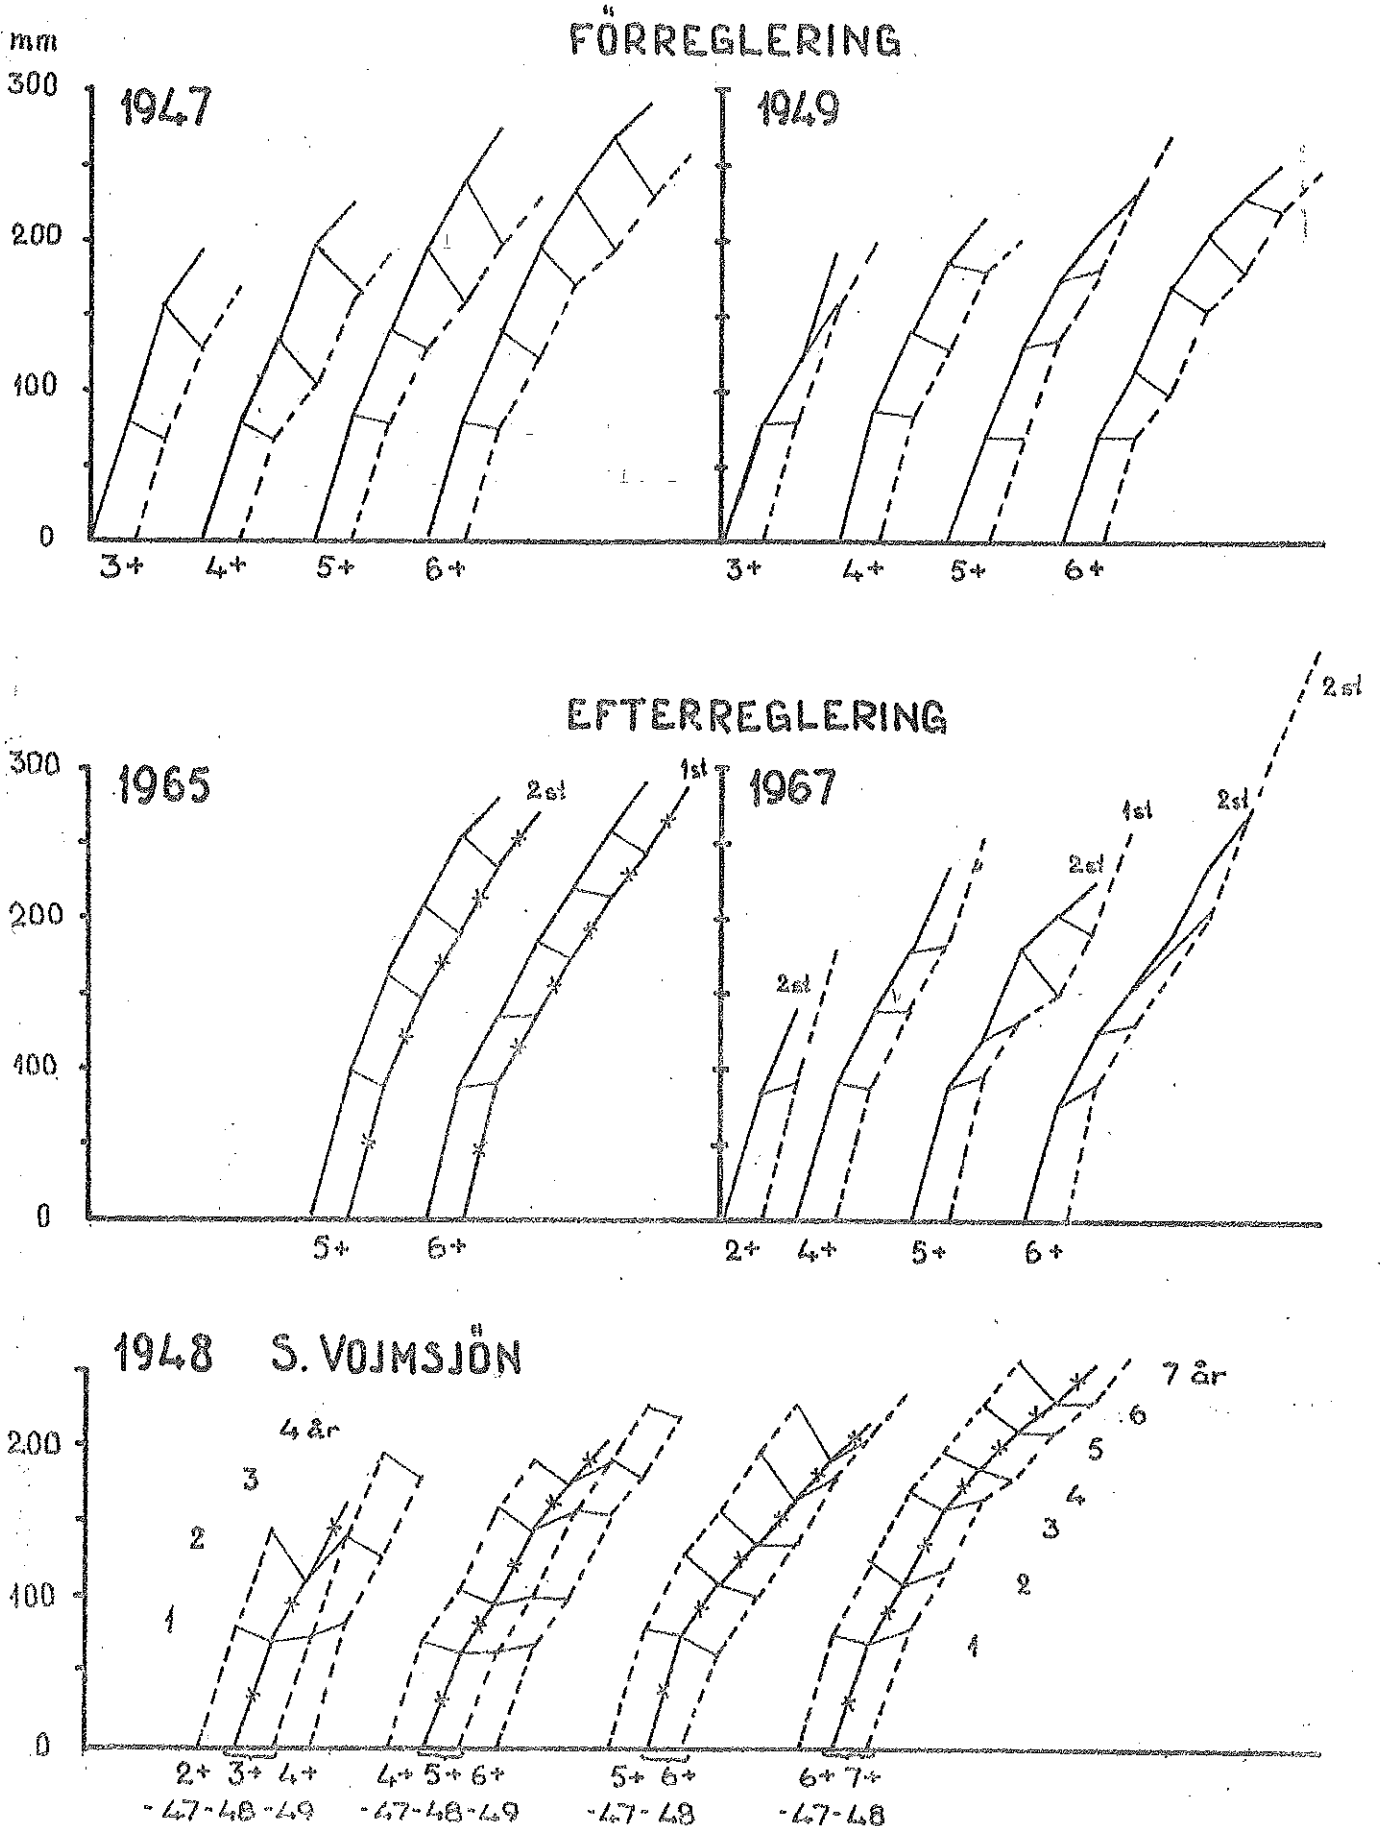 FÖRREGLERING
mm
300
200
100
0
1947
3+ 4+ 5+ 6+
1949
3+ 4+ 5+ 6+
EFTERREGLERING
300
200
100
0
1965
2st
1st
5+ 6+
1967
2st
2st
1st
2st
2st
2+ 4+ 5+ 6+
1948 S. VOJMSJÖN
200
100
0
4 år
3
2
1
7 år
6
5
4
3
2
1
2+ 3+ 4+ 4+ 5+ 6+ 5+ 6+ 6+ 7+
-47-48-49 -47-48-49 -47-48 -47-48